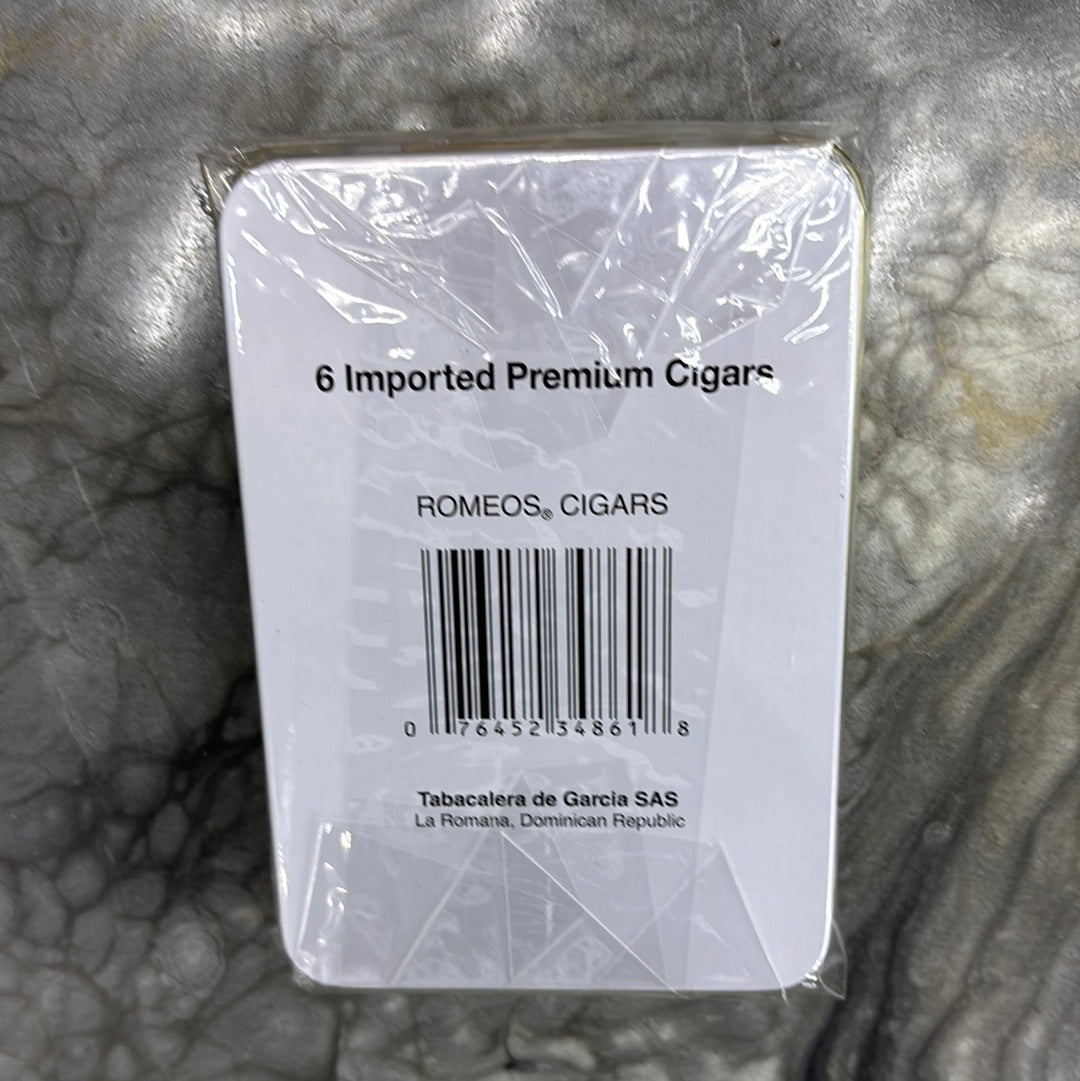 6 Imported Premium Cigars
ROMEOS® CIGARS
0 76452 34861 8
Tabacalera de Garcia SAS
La Romana, Dominican Republic